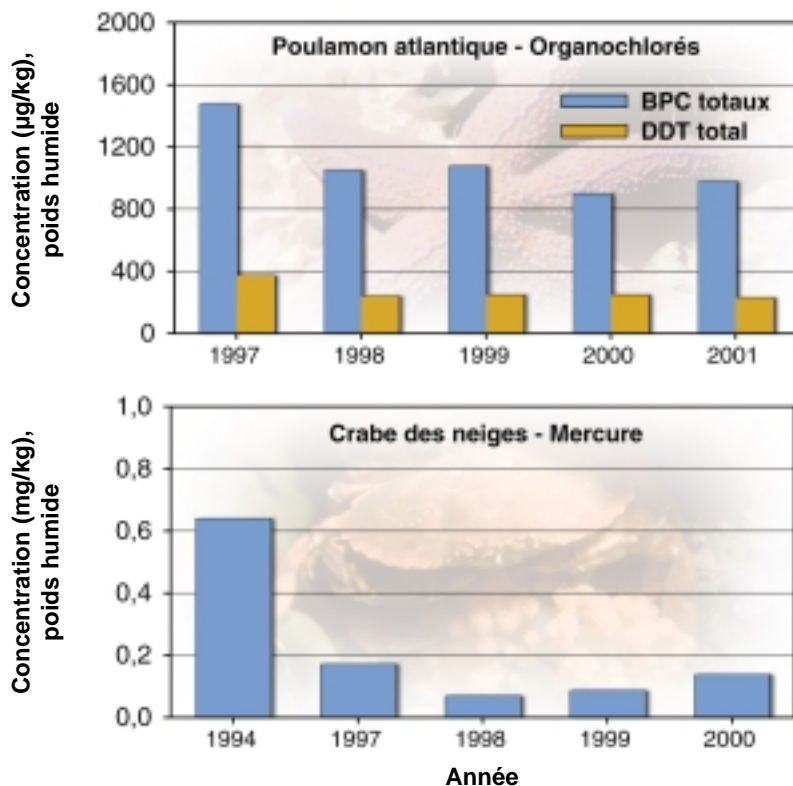 Concentration (µg/kg),
poids humide
2000
1600
1200
800
400
0
Poulamon atlantique - Organochlorés
BPC totaux
DDT total
1997 1998 1999 2000 2001
Concentration (mg/kg),
poids humide
1,0
0,8
0,6
0,4
0,2
0,0
Crabe des neiges - Mercure
1994 1997 1998 1999 2000
Année